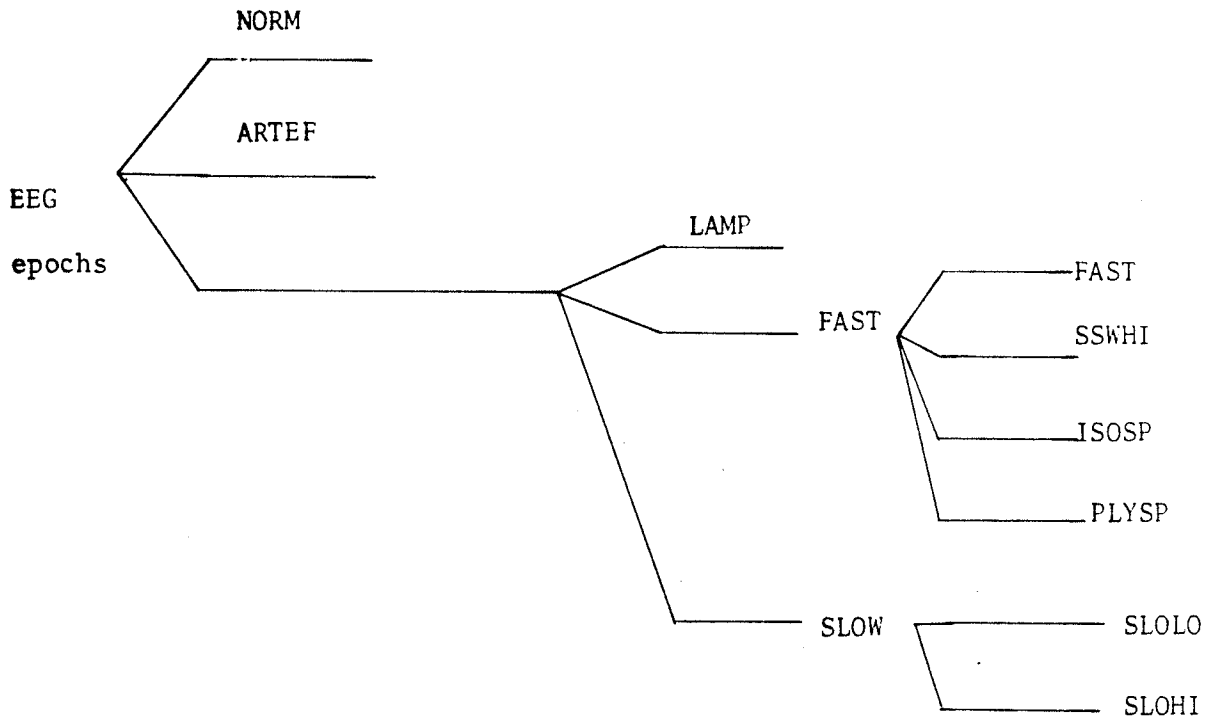 NORM
ARTEF
EEG
epochs
LAMP
FAST
FAST
SSWHI
ISOSP
PLYSP
SLOW
SLOLO
SLOHI